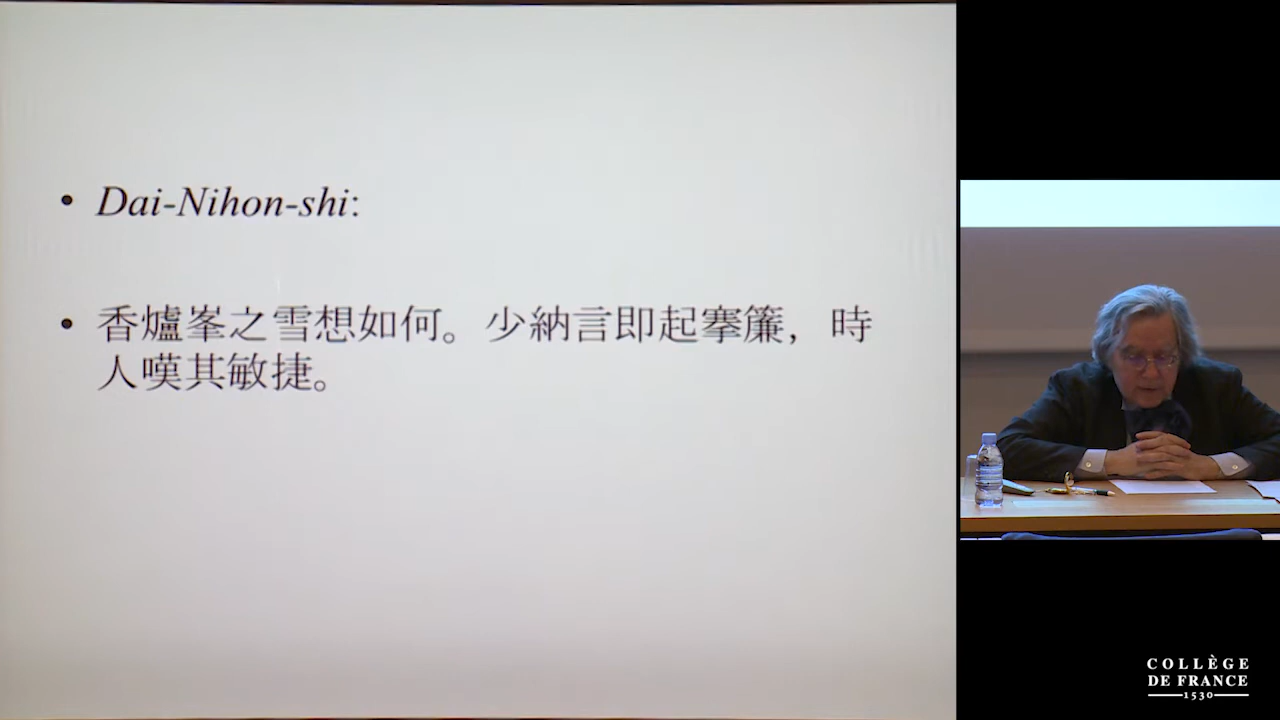 • Dai-Nihon-shi:
• 香爐峯之雪想如何。少納言即起搴簾，時
人嘆其敏捷。
COLLÈGE
DE FRANCE
1530